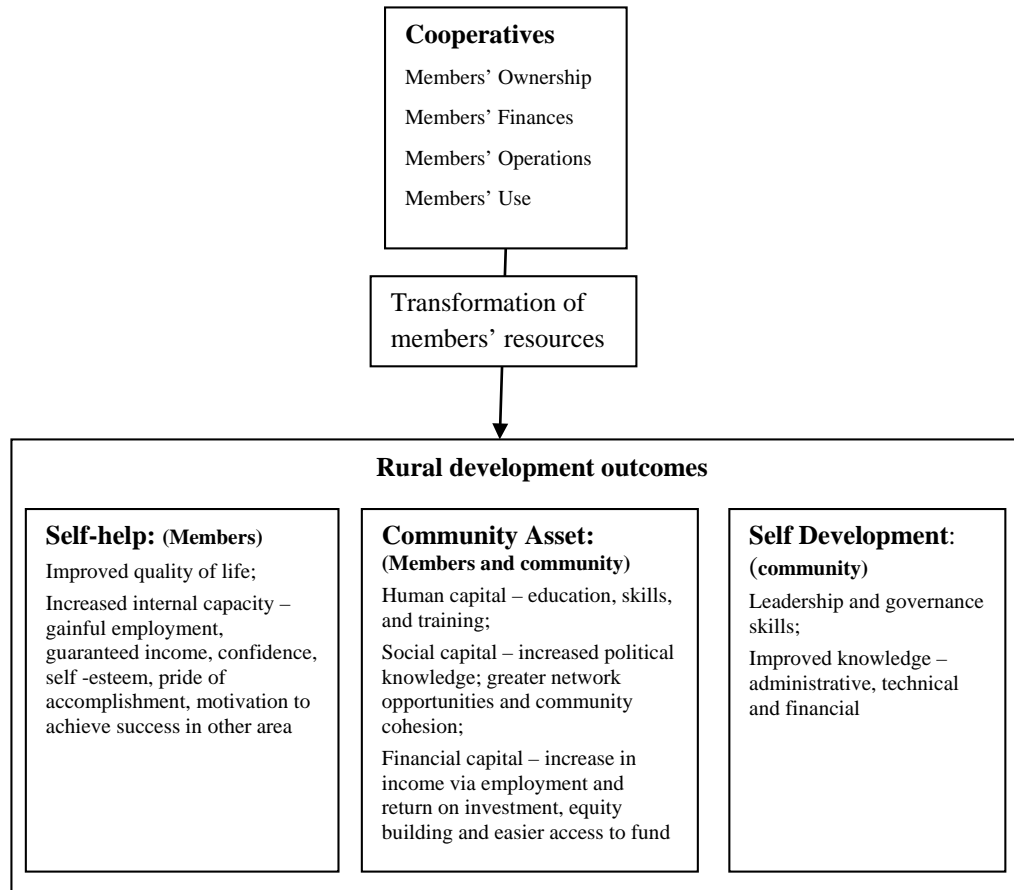 Cooperatives
Members’ Ownership
Members’ Finances
Members’ Operations
Members’ Use
Transformation of
members’ resources
Rural development outcomes
Self-help: (Members)
Improved quality of life;
Increased internal capacity –
gainful employment,
guaranteed income, confidence,
self -esteem, pride of
accomplishment, motivation to
achieve success in other area
Community Asset:
(Members and community)
Human capital – education, skills,
and training;
Social capital – increased political
knowledge; greater network
opportunities and community
cohesion;
Financial capital – increase in
income via employment and
return on investment, equity
building and easier access to fund
Self Development:
(community)
Leadership and governance
skills;
Improved knowledge –
administrative, technical
and financial